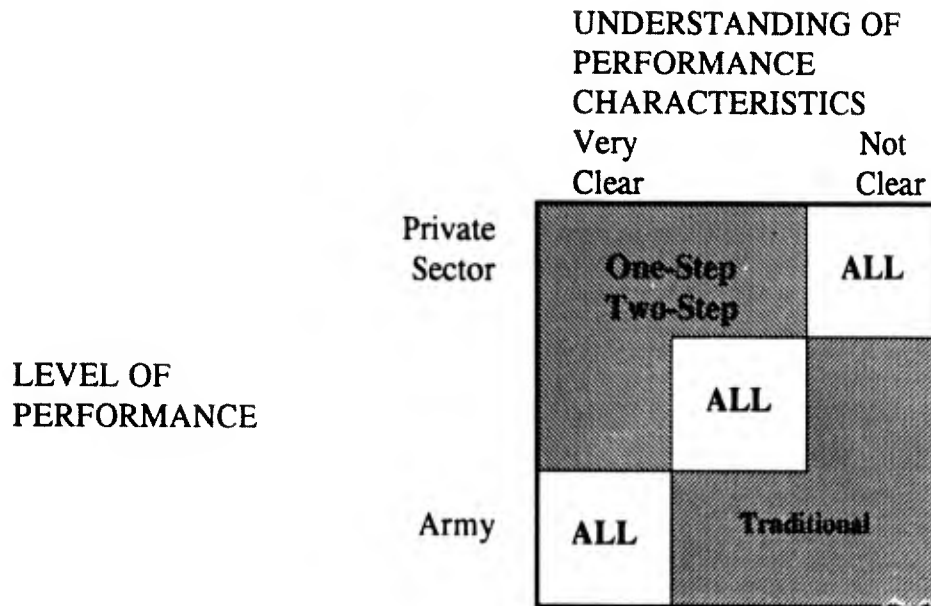 UNDERSTANDING OF
PERFORMANCE
CHARACTERISTICS
Very
Clear
Not
Clear
Private
Sector
One-Step
Two-Step
ALL
LEVEL OF
PERFORMANCE
ALL
Army
ALL
Traditional